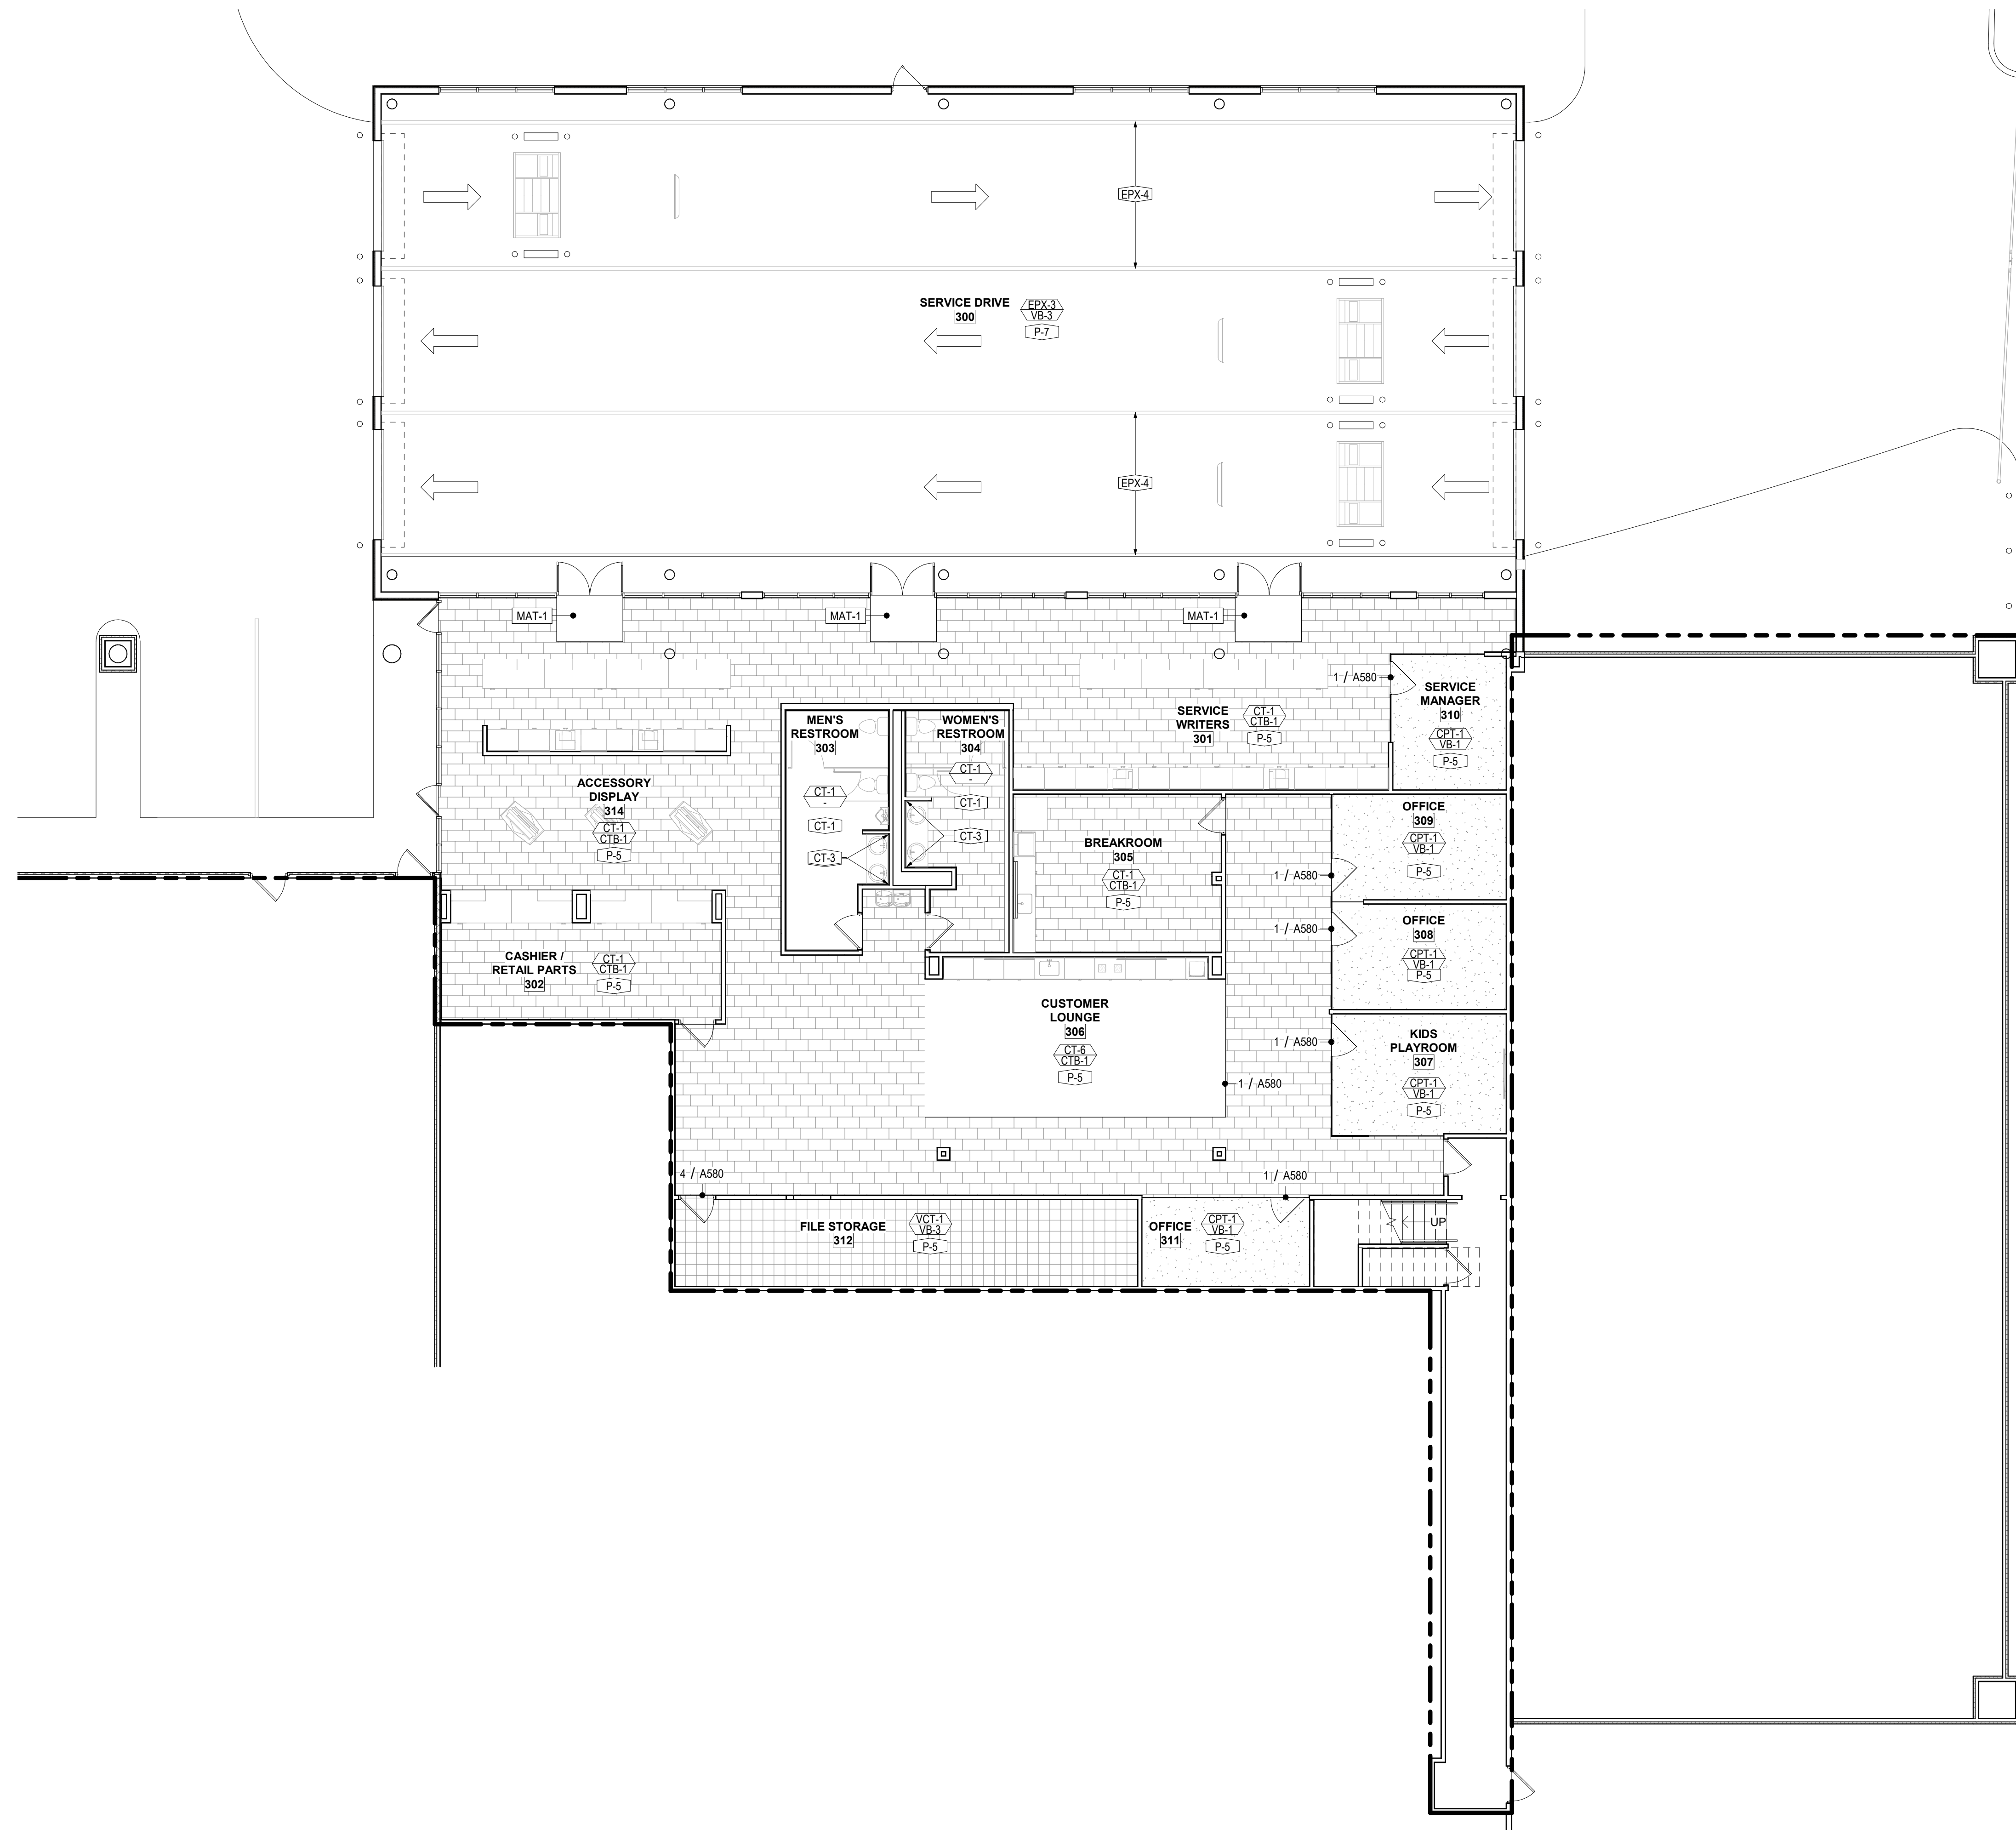 EPX-4
SERVICE DRIVE
300
EPX-3
VB-3
P-7
EPX-4
MAT-1
MAT-1
MAT-1
1 / A580
SERVICE
MANAGER
310
CPT-1
VB-1
P-5
SERVICE
WRITERS
301
CT-1
CTB-1
P-5
MEN'S
RESTROOM
303
CT-1
-
CT-1
CT-3
WOMEN'S
RESTROOM
304
CT-1
-
CT-1
CT-3
ACCESSORY
DISPLAY
314
CT-1
CTB-1
P-5
BREAKROOM
305
CT-1
CTB-1
P-5
OFFICE
309
CPT-1
VB-1
P-5
1 / A580
1 / A580
OFFICE
308
CPT-1
VB-1
P-5
CASHIER /
RETAIL PARTS
302
CT-1
CTB-1
P-5
CUSTOMER
LOUNGE
306
CT-6
CTB-1
P-5
1 / A580
1 / A580
KIDS
PLAYROOM
307
CPT-1
VB-1
P-5
4 / A580
1 / A580
FILE STORAGE
312
VCT-1
VB-3
P-5
OFFICE
311
CPT-1
VB-1
P-5
UP